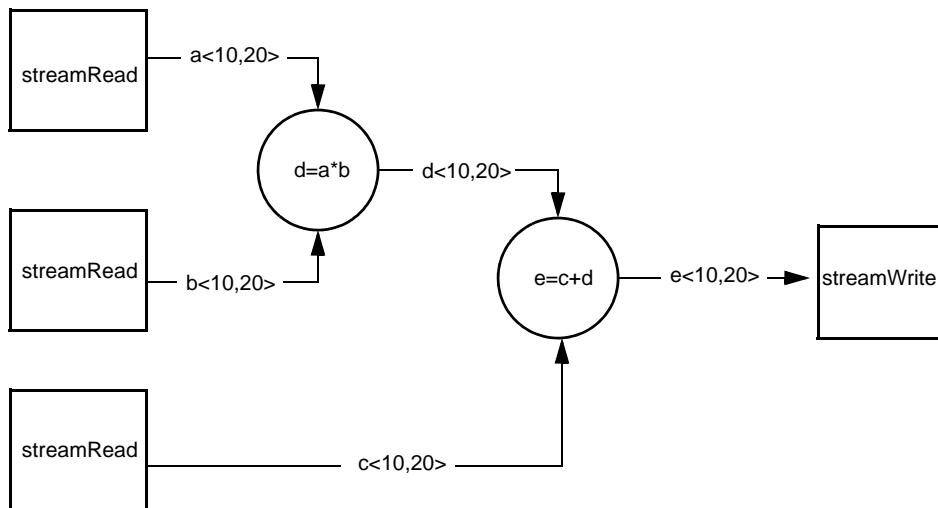 streamRead
a<10,20>
d=a*b
d<10,20>
streamRead
b<10,20>
e=c+d
e<10,20>
streamWrite
streamRead
c<10,20>